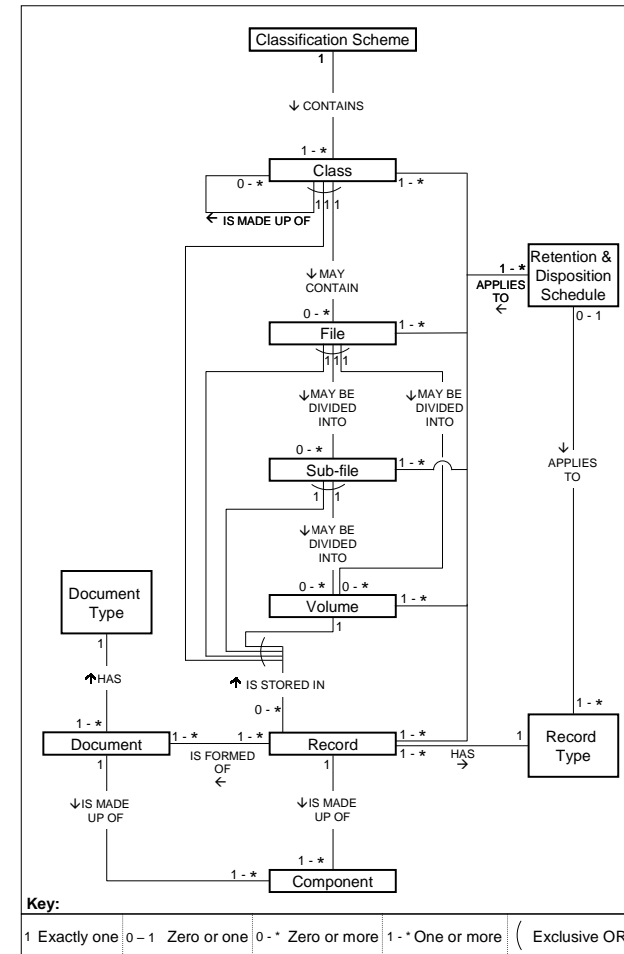 Classification Scheme
1
↓ CONTAINS
1 - *
Class
0 - *
1 1 1
1 - *
← IS MADE UP OF
↓ MAY
CONTAIN
Retention &
Disposition
Schedule
1 - *
APPLIES
TO
←
0 - 1
0 - *
File
1 - *
1 1 1
↓ MAY BE
DIVIDED
INTO
↓ MAY BE
DIVIDED
INTO
↓
APPLIES
TO
0 - *
Sub-file
1 - *
1 1
↓ MAY BE
DIVIDED
INTO
0 - * 0 - *
Volume
1 - *
1
Document
Type
1
↑ HAS
↑ IS STORED IN
1 - *
0 - *
1 - *
Document
1 - * 1 - *
IS FORMED
OF
←
Record
1 - *
1 - *
HAS
→
1
Record
Type
1
↓ IS MADE
UP OF
1
↓ IS MADE
UP OF
1 - *
1 - *
Component
Key:
1 Exactly one 0 – 1 Zero or one 0 - * Zero or more 1 - * One or more ( Exclusive OR